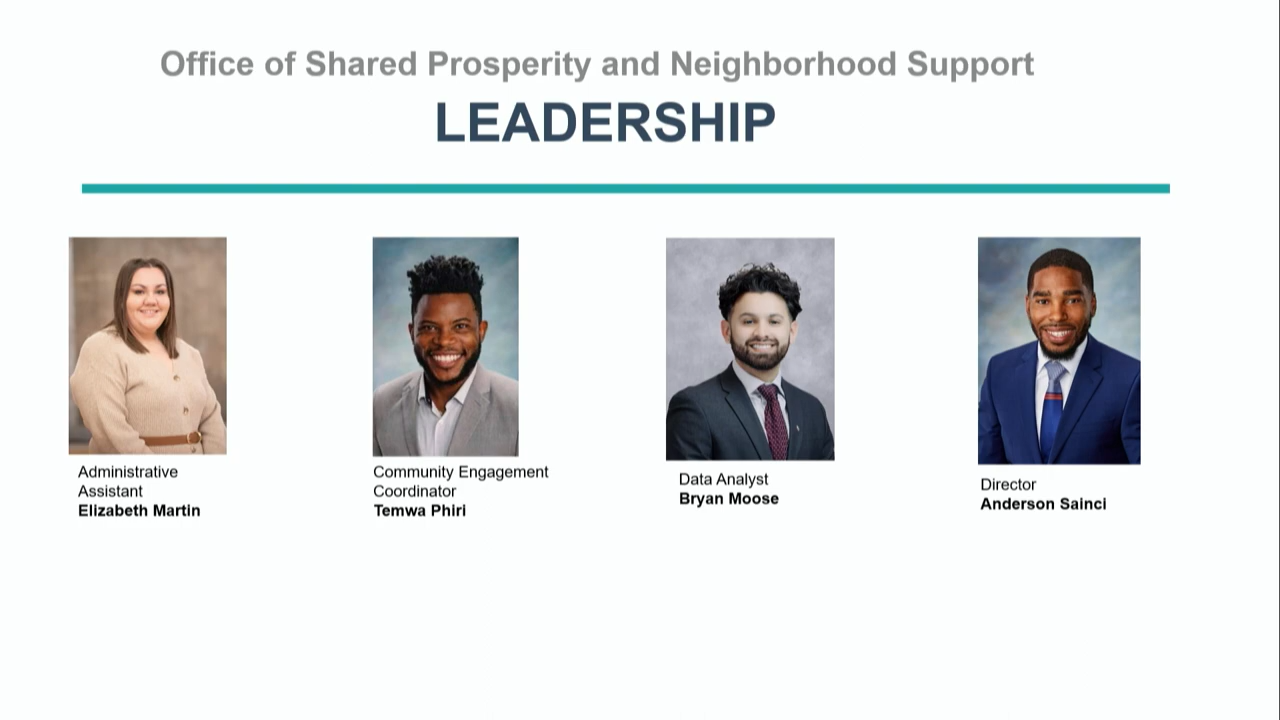 Office of Shared Prosperity and Neighborhood Support
LEADERSHIP
Administrative
Assistant
Elizabeth Martin
Community Engagement
Coordinator
Temwa Phiri
Data Analyst
Bryan Moose
Director
Anderson Sainci